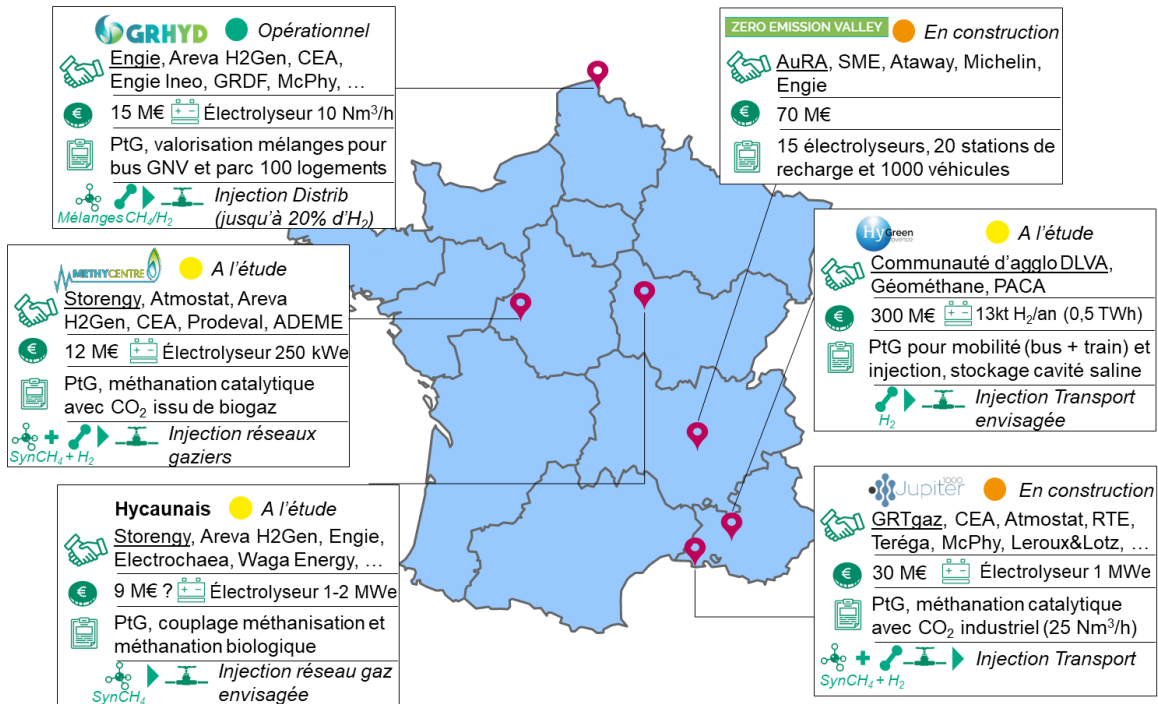 GRHYD Opérationnel
Engie, Areva H2Gen, CEA,
Engie Ineo, GRDF, McPhy, …
€ 15 M€ + - Électrolyseur 10 Nm³/h
PtG, valorisation mélanges pour
bus GNV et parc 100 logements
Injection Distrib
(jusqu'à 20% d'H₂)
Mélanges CH₄/H₂
METHYCENTRE A l'étude
Storengy, Atmostat, Areva
H2Gen, CEA, Prodeval, ADEME
€ 12 M€ + - Électrolyseur 250 kWe
PtG, méthanation catalytique
avec CO₂ issu de biogaz
+ Injection réseaux
gaziers
SynCH₄ + H₂
Hycaunais A l'étude
Storengy, Areva H2Gen, Engie,
Electrochaea, Waga Energy, …
€ 9 M€ ? + - Électrolyseur 1-2 MWe
PtG, couplage méthanisation et
méthanation biologique
Injection réseau gaz
envisagée
SynCH₄
ZERO EMISSION VALLEY En construction
AuRA, SME, Ataway, Michelin,
Engie
€ 70 M€
15 électrolyseurs, 20 stations de
recharge et 1000 véhicules
HyGreen Provence A l'étude
Communauté d'agglo DLVA,
Géométhane, PACA
€ 300 M€ + - 13kt H₂/an (0,5 TWh)
PtG pour mobilité (bus + train) et
injection, stockage cavité saline
Injection Transport
envisagée
H₂
Jupiter 1000 En construction
GRTgaz, CEA, Atmostat, RTE,
Teréga, McPhy, Leroux&Lotz, …
€ 30 M€ + - Électrolyseur 1 MWe
PtG, méthanation catalytique
avec CO₂ industriel (25 Nm³/h)
+ Injection Transport
SynCH₄ + H₂